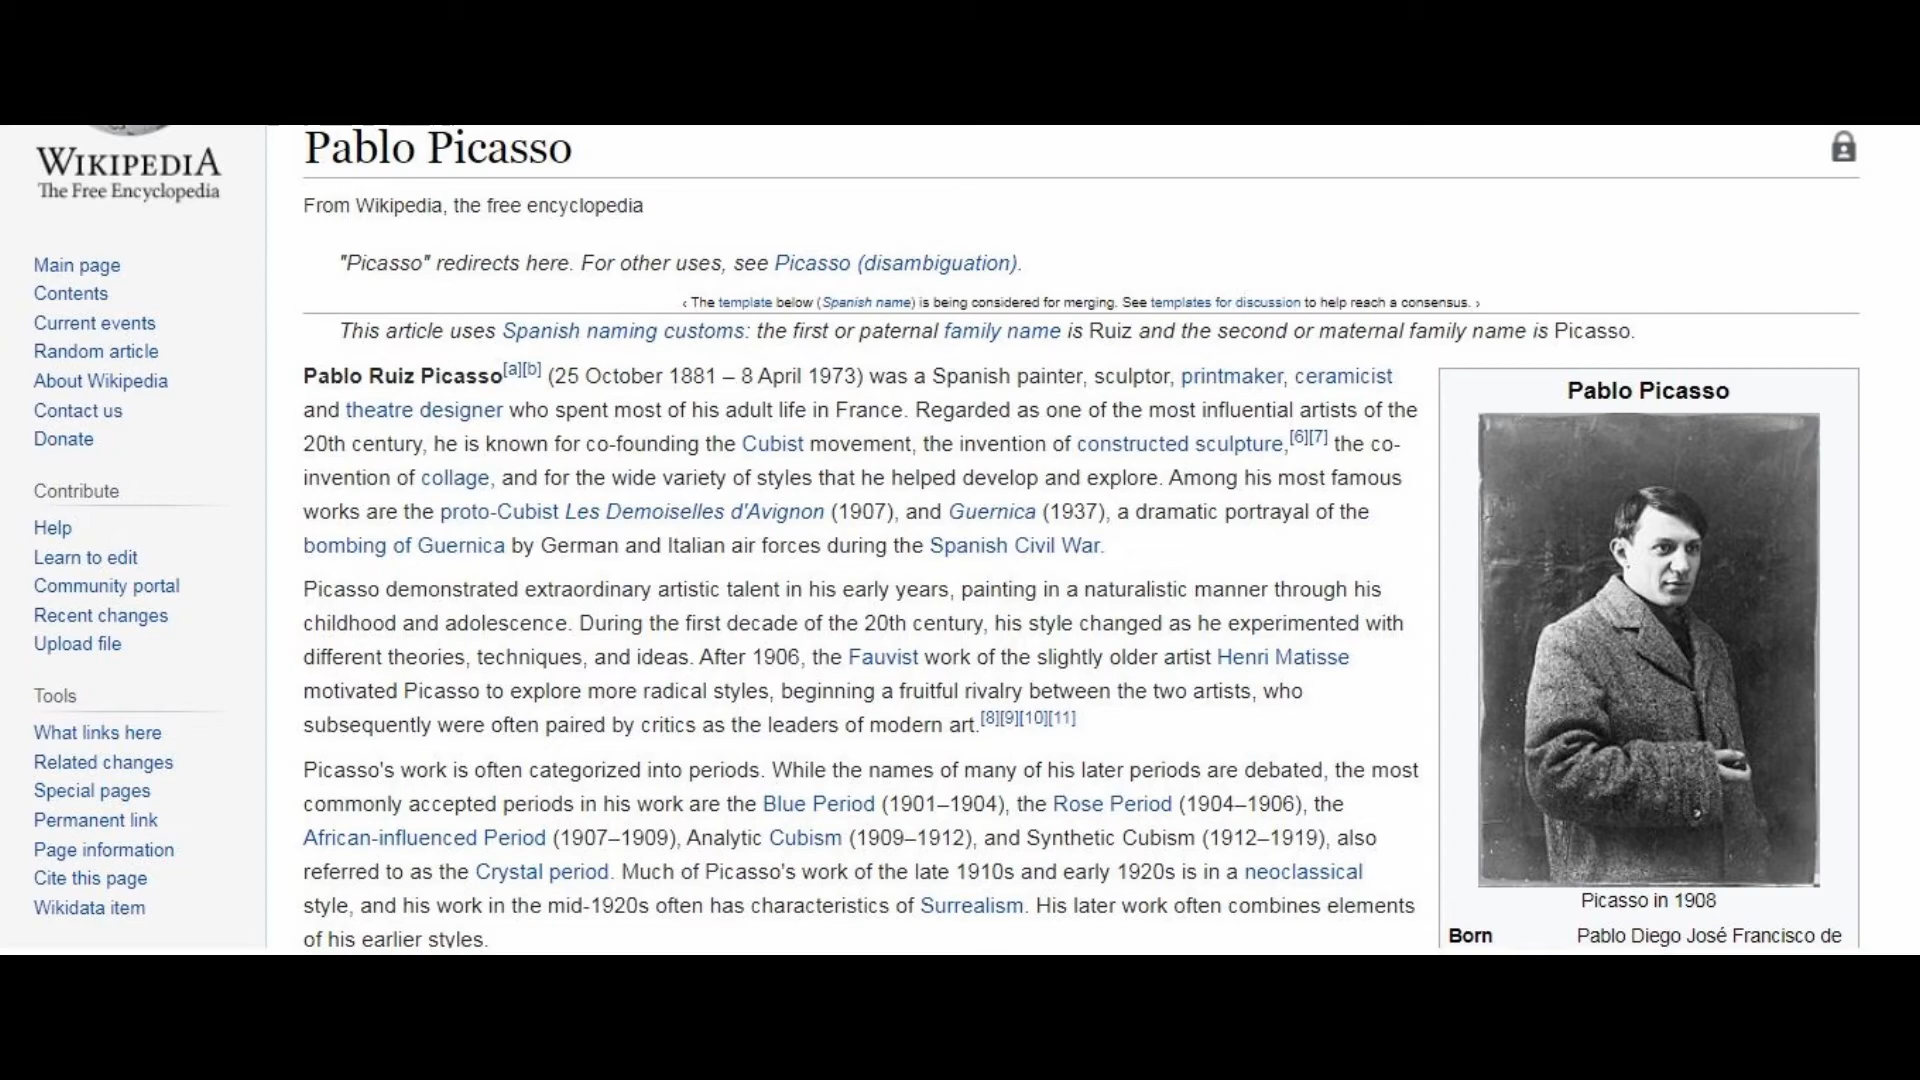 Pablo Picasso
WIKIPEDIA
The Free Encyclopedia
From Wikipedia, the free encyclopedia
"Picasso" redirects here. For other uses, see Picasso (disambiguation).
‹ The template below (Spanish name) is being considered for merging. See templates for discussion to help reach a consensus. ›
This article uses Spanish naming customs: the first or paternal family name is Ruiz and the second or maternal family name is Picasso.
Main page
Contents
Current events
Random article
About Wikipedia
Contact us
Donate
Contribute
Help
Learn to edit
Community portal
Recent changes
Upload file
Tools
What links here
Related changes
Special pages
Permanent link
Page information
Cite this page
Wikidata item
Pablo Ruiz Picasso[a][b] (25 October 1881 – 8 April 1973) was a Spanish painter, sculptor, printmaker, ceramicist
and theatre designer who spent most of his adult life in France. Regarded as one of the most influential artists of the
20th century, he is known for co-founding the Cubist movement, the invention of constructed sculpture,[6][7] the co-
invention of collage, and for the wide variety of styles that he helped develop and explore. Among his most famous
works are the proto-Cubist Les Demoiselles d'Avignon (1907), and Guernica (1937), a dramatic portrayal of the
bombing of Guernica by German and Italian air forces during the Spanish Civil War.
Picasso demonstrated extraordinary artistic talent in his early years, painting in a naturalistic manner through his
childhood and adolescence. During the first decade of the 20th century, his style changed as he experimented with
different theories, techniques, and ideas. After 1906, the Fauvist work of the slightly older artist Henri Matisse
motivated Picasso to explore more radical styles, beginning a fruitful rivalry between the two artists, who
subsequently were often paired by critics as the leaders of modern art.[8][9][10][11]
Picasso's work is often categorized into periods. While the names of many of his later periods are debated, the most
commonly accepted periods in his work are the Blue Period (1901–1904), the Rose Period (1904–1906), the
African-influenced Period (1907–1909), Analytic Cubism (1909–1912), and Synthetic Cubism (1912–1919), also
referred to as the Crystal period. Much of Picasso's work of the late 1910s and early 1920s is in a neoclassical
style, and his work in the mid-1920s often has characteristics of Surrealism. His later work often combines elements
of his earlier styles.
Pablo Picasso
Picasso in 1908
Born Pablo Diego José Francisco de